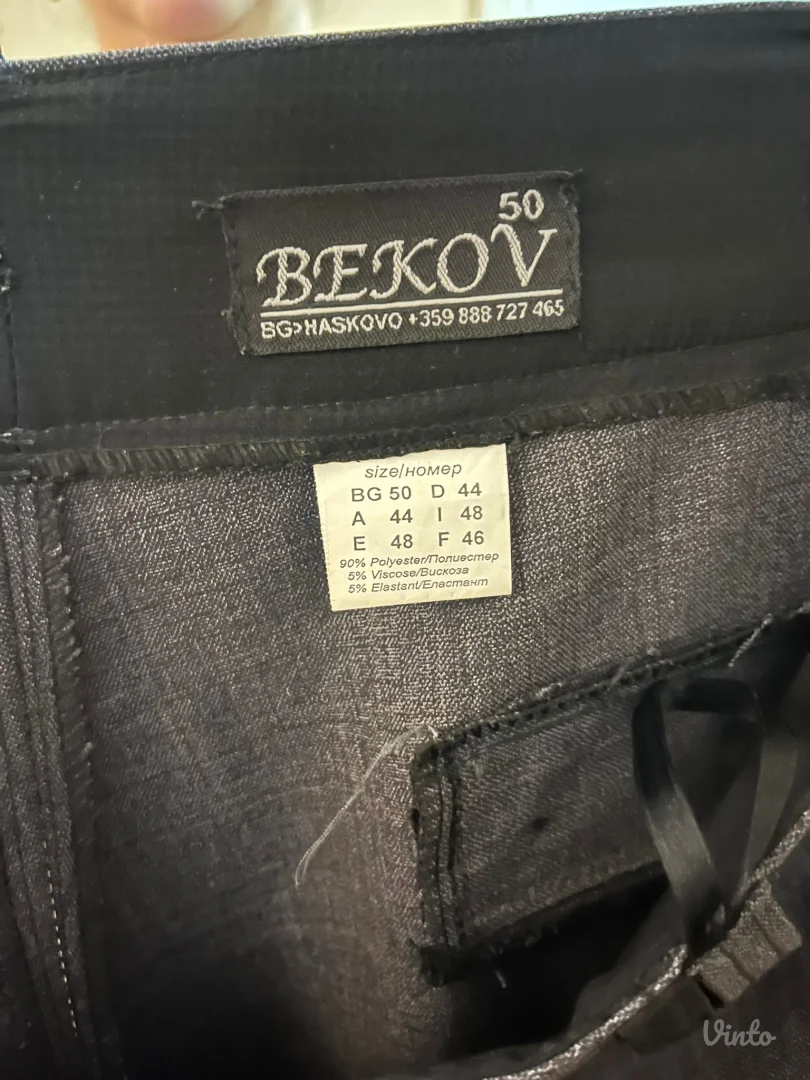 50
BEKOV
BG>HASKOVO +359 888 727 465
size/номер
BG 50 D 44
A 44 I 48
E 48 F 46
90% Polyester/Полиестер
5% Viscose/Вискоза
5% Elastant/Еластант
Vinto